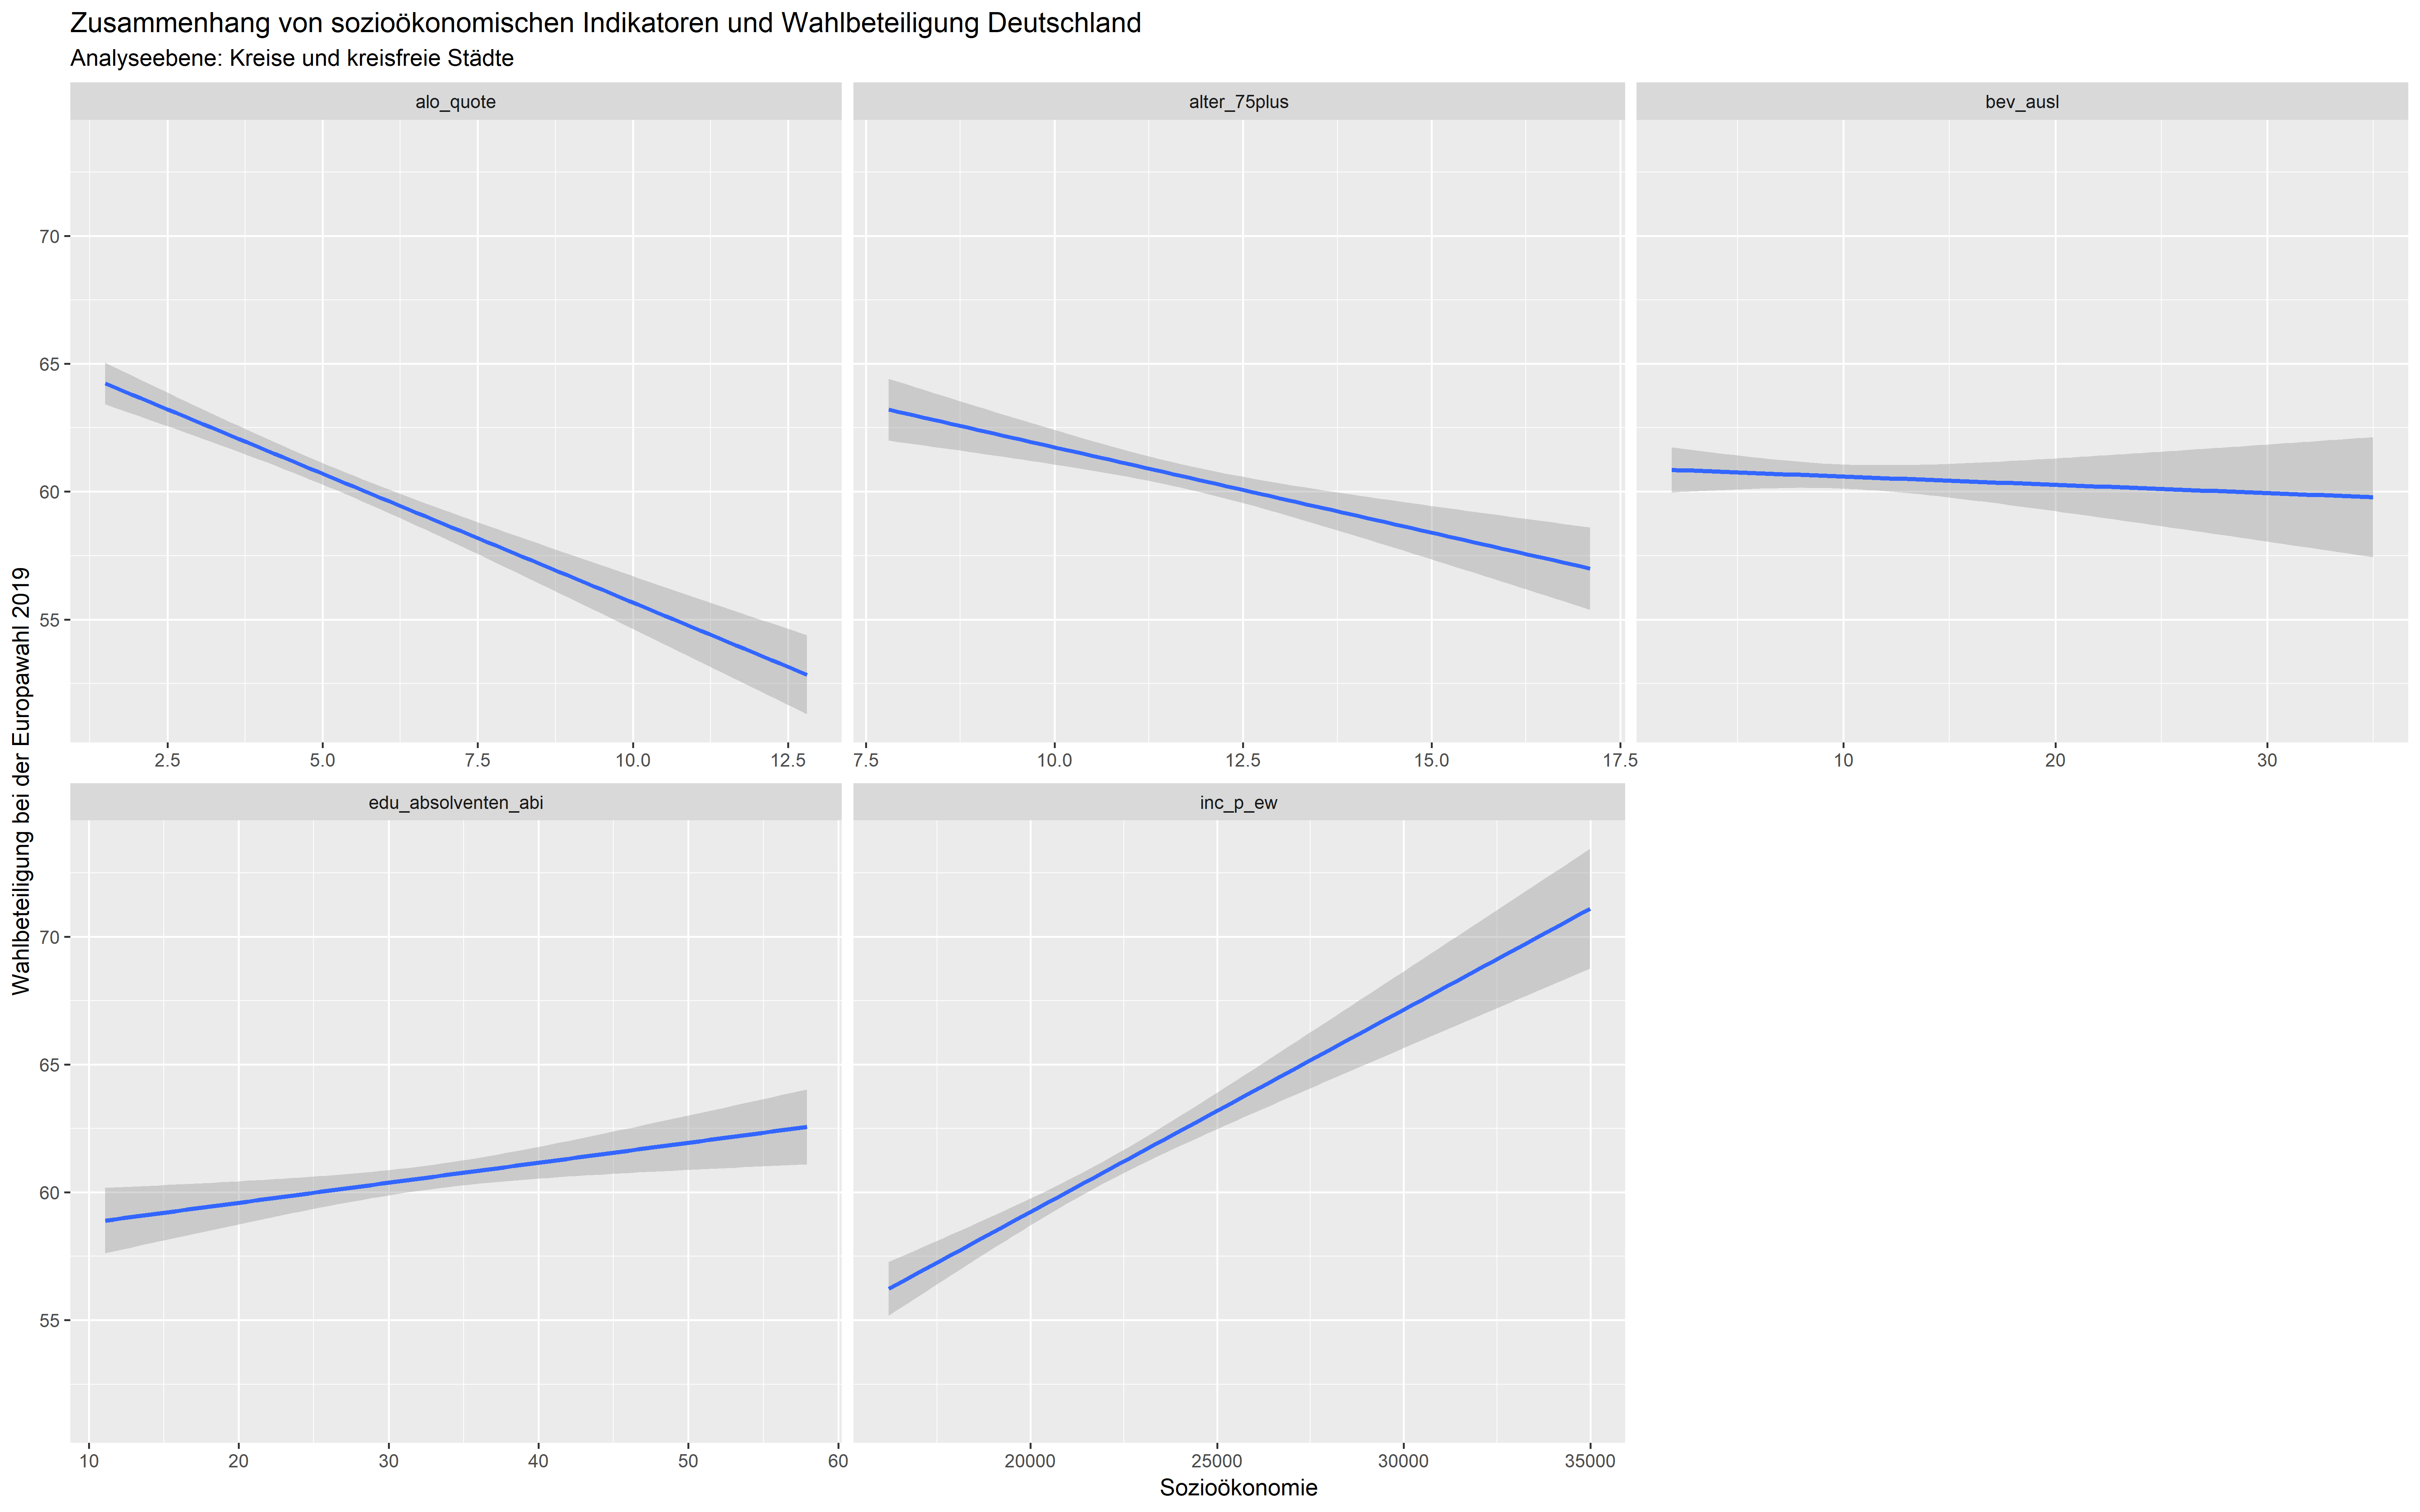 Zusammenhang von sozioökonomischen Indikatoren und Wahlbeteiligung Deutschland
Analyseebene: Kreise und kreisfreie Städte
alo_quote
alter_75plus
bev_ausl
70
65
60
55
2.5 5.0 7.5 10.0 12.5
7.5 10.0 12.5 15.0 17.5
10 20 30
Wahlbeteiligung bei der Europawahl 2019
edu_absolventen_abi
inc_p_ew
70
65
60
55
10 20 30 40 50 60
20000 25000 30000 35000
Sozioökonomie